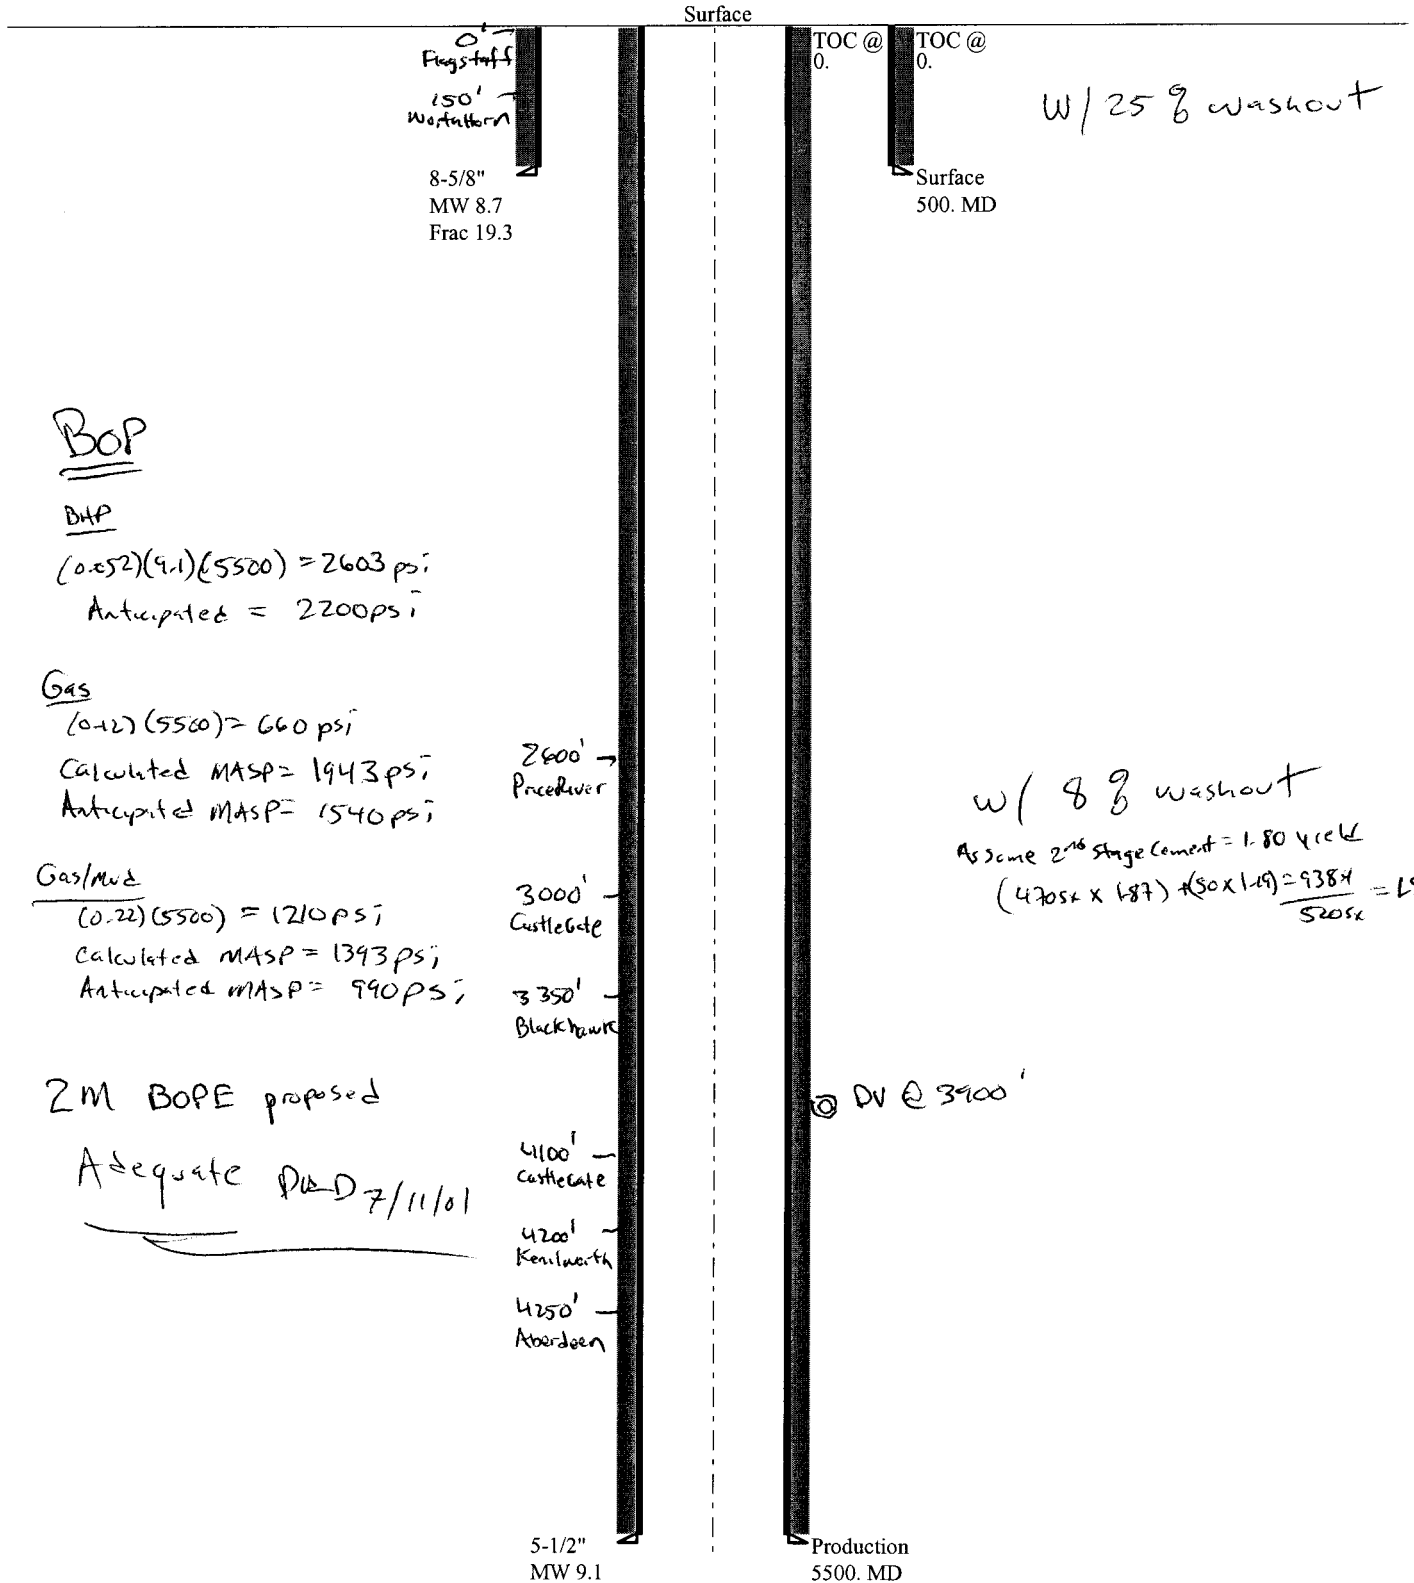 Surface
0'
Flagstaff
TOC @
0.
TOC @
0.
150'
w/ 25 % washout
8-5/8"
MW 8.7
Frac 19.3
Surface
500. MD
BOP
BHP
(0.052)(9.1)(5500) = 2603 psi
Anticipated = 2200psi
Gas
(0.12)(5500) = 660 psi
Calculated MASP = 1943 psi
Anticipated MASP = 1540 psi
2600'
PriceRiver
w/ 8 % washout
Assume 2nd Stage Cement = 1.80 yield
(470sx x 1.87) + (50 x 1.19) = 938
520sx
Gas/Mud
(0.22)(5500) = 1210 psi
Calculated MASP = 1393 psi
Anticipated MASP = 990 psi
3000'
CastleGate
3350'
Blackhawk
2M BOPE proposed
DV @ 3900'
Adequate DKD 7/11/01
4100'
CastleGate
4200'
Kenilworth
4250'
Aberdeen
5-1/2"
MW 9.1
Production
5500. MD